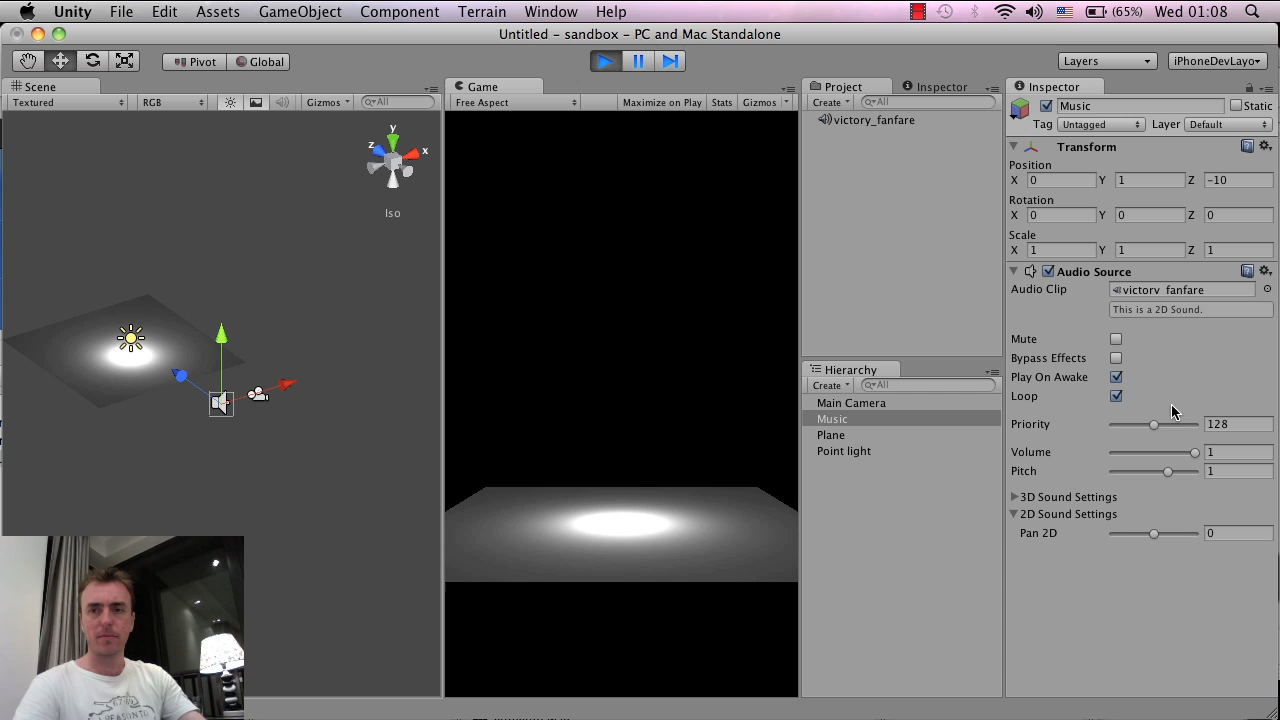 Unity File Edit Assets GameObject Component Terrain Window Help (65%) Wed 01:08
Untitled – sandbox – PC and Mac Standalone
Pivot Global Layers iPhoneDevLayo
Scene
Textured RGB Gizmos All
y
z x
Iso
Game
Free Aspect Maximize on Play Stats Gizmos
Project Inspector
Create All
victory_fanfare
Hierarchy
Create All
Main Camera
Music
Plane
Point light
Inspector
Music Static
Tag Untagged Layer Default
Transform
Position
X 0 Y 1 Z -10
Rotation
X 0 Y 0 Z 0
Scale
X 1 Y 1 Z 1
Audio Source
Audio Clip victory_fanfare
This is a 2D Sound.
Mute
Bypass Effects
Play On Awake
Loop
Priority 128
Volume 1
Pitch 1
3D Sound Settings
2D Sound Settings
Pan 2D 0